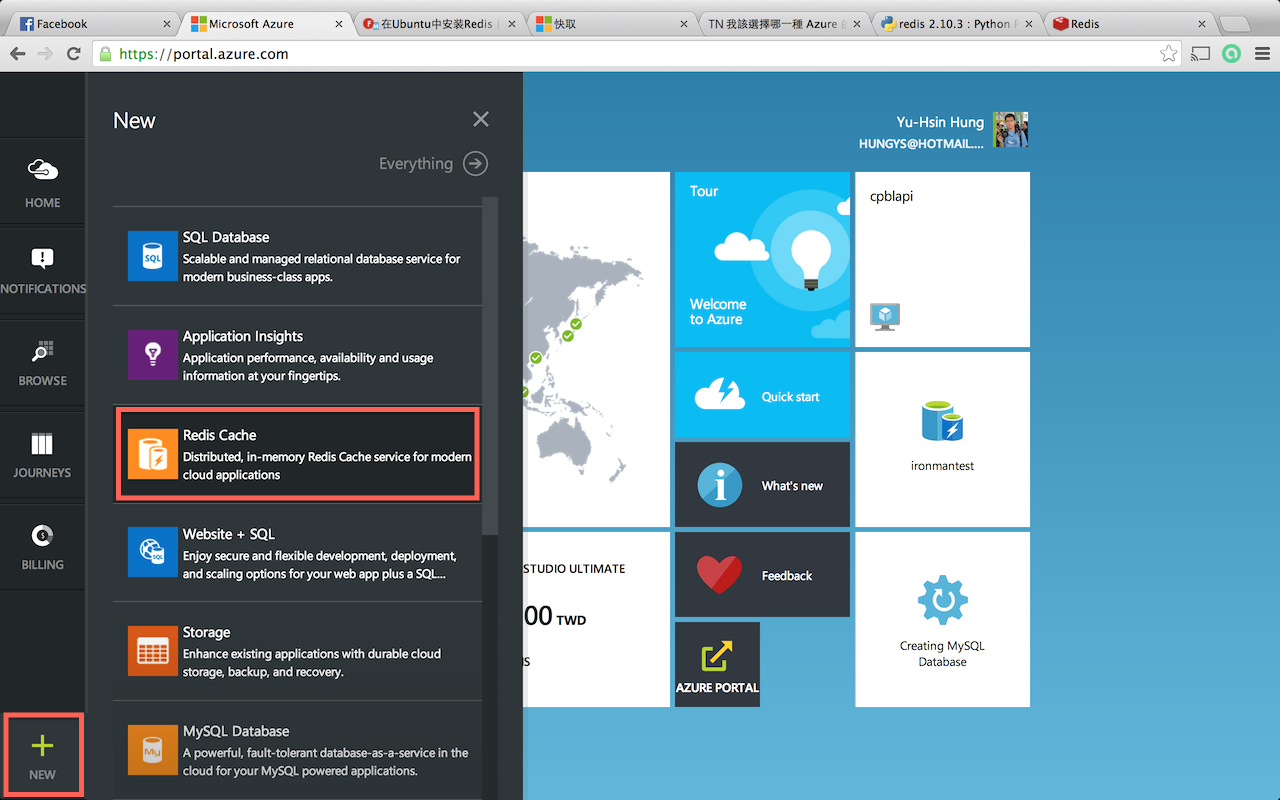 Facebook
Microsoft Azure
在Ubuntu中安装Redis
快取
TN 我該選擇哪一種 Azure
redis 2.10.3 : Python
Redis
https://portal.azure.com
HOME
NOTIFICATIONS
BROWSE
JOURNEYS
BILLING
NEW
New
Everything
SQL Database
Scalable and managed relational database service for
modern business-class apps.
Application Insights
Application performance, availability and usage
information at your fingertips.
Redis Cache
Distributed, in-memory Redis Cache service for modern
cloud applications
Website + SQL
Enjoy secure and flexible development, deployment,
and scaling options for your web app plus a SQL...
Storage
Enhance existing applications with durable cloud
storage, backup, and recovery.
MySQL Database
A powerful, fault-tolerant database-as-a-service in the
cloud for your MySQL powered applications.
Yu-Hsin Hung
HUNGYS@HOTMAIL....
STUDIO ULTIMATE
00 TWD
Tour
Welcome
to Azure
Quick start
What's new
Feedback
AZURE PORTAL
cpblapi
ironmantest
Creating MySQL
Database
SQL
SQL
My